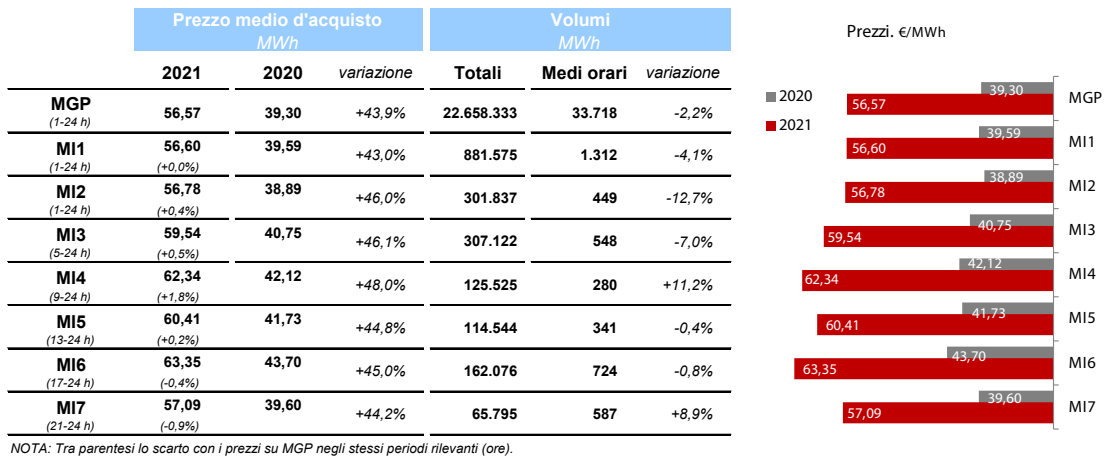 Prezzo medio d'acquisto Volumi
MWh MWh
2021 2020 variazione Totali Medi orari variazione
MGP
(1-24 h)
56,57 39,30 +43,9% 22.658.333 33.718 -2,2%
MI1
(1-24 h)
56,60 39,59 +43,0% 881.575 1.312 -4,1%
(+0,0%)
MI2
(1-24 h)
56,78 38,89 +46,0% 301.837 449 -12,7%
(+0,4%)
MI3
(5-24 h)
59,54 40,75 +46,1% 307.122 548 -7,0%
(+0,5%)
MI4
(9-24 h)
62,34 42,12 +48,0% 125.525 280 +11,2%
(+1,8%)
MI5
(13-24 h)
60,41 41,73 +44,8% 114.544 341 -0,4%
(+0,2%)
MI6
(17-24 h)
63,35 43,70 +45,0% 162.076 724 -0,8%
(-0,4%)
MI7
(21-24 h)
57,09 39,60 +44,2% 65.795 587 +8,9%
(-0,9%)
NOTA: Tra parentesi lo scarto con i prezzi su MGP negli stessi periodi rilevanti (ore).
Prezzi. €/MWh
2020
2021
39,30
56,57
MGP
39,59
56,60
MI1
38,89
56,78
MI2
40,75
59,54
MI3
42,12
62,34
MI4
41,73
60,41
MI5
43,70
63,35
MI6
39,60
57,09
MI7